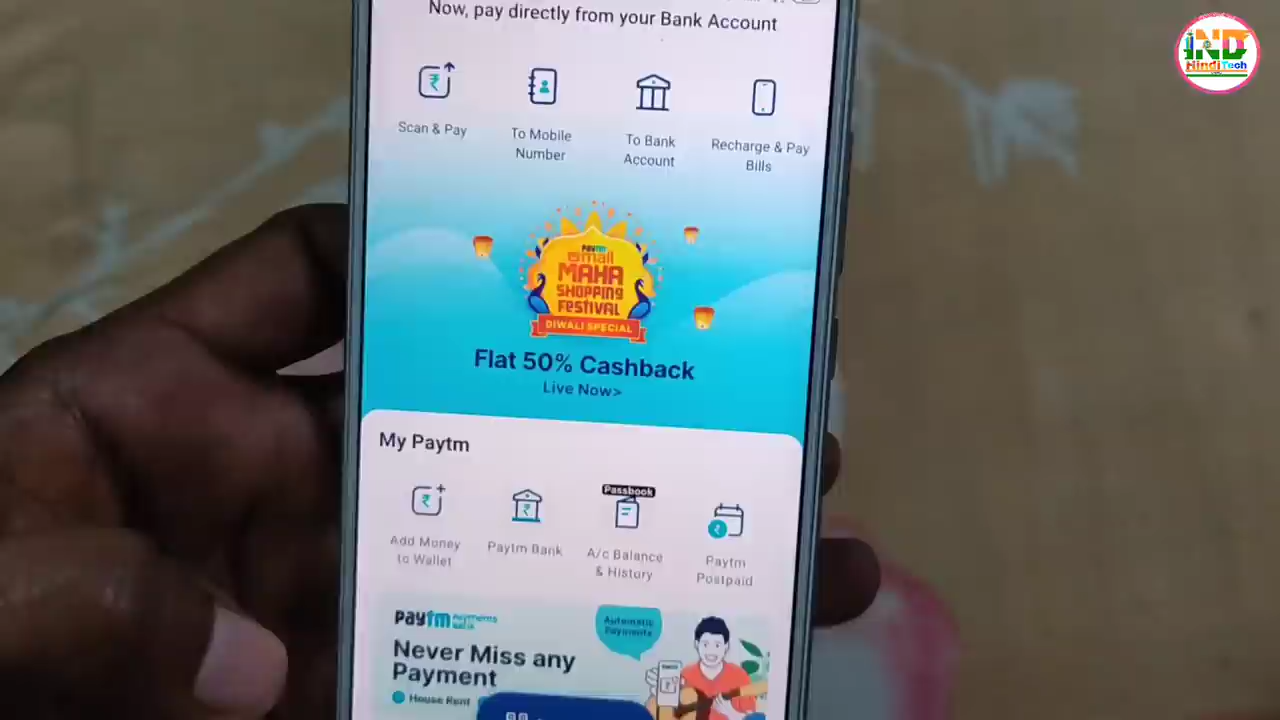 Now, pay directly from your Bank Account
Scan & Pay
To Mobile
Number
To Bank
Account
Recharge & Pay
Bills
paytm
mall
MAHA
SHOPPING
FESTIVAL
DIWALI SPECIAL
Flat 50% Cashback
Live Now>
My Paytm
Add Money
to Wallet
Paytm Bank
Passbook
A/c Balance
& History
Paytm
Postpaid
Paytm Payments
Bank
Never Miss any
Payment
House Rent
Automatic
Payments
IND
HindiTech